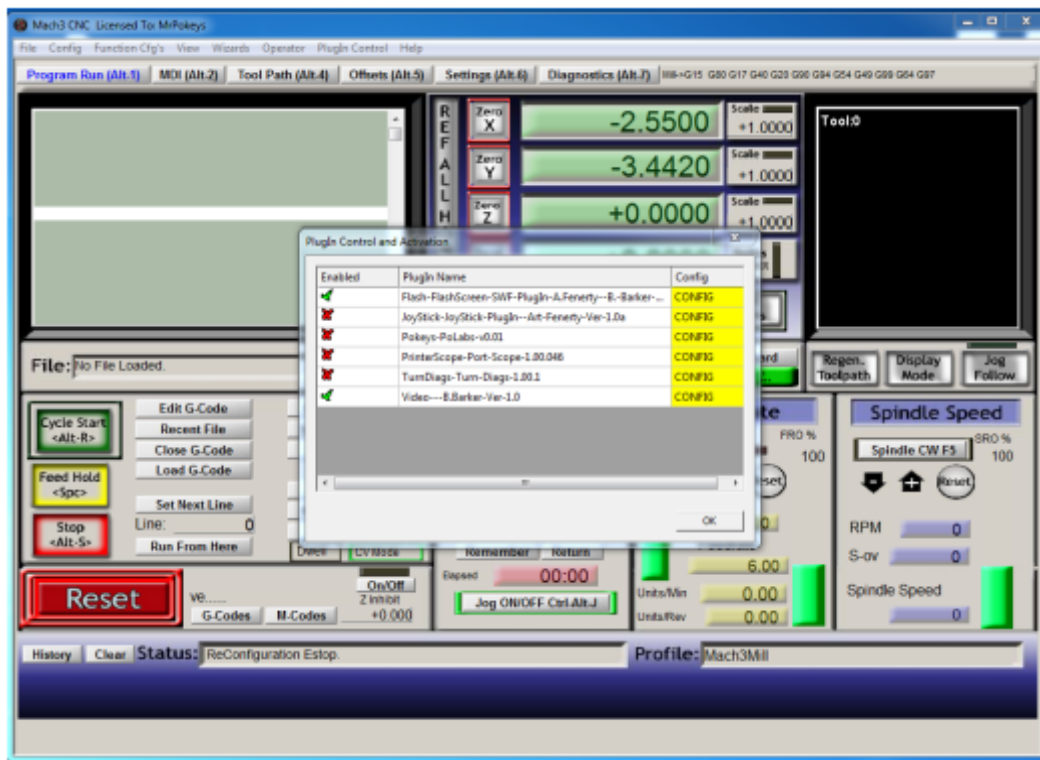 Mach3 CNC Licensed To: MrPokeys
File Config Function Cfg's View Wizards Operator PlugIn Control Help
Program Run (Alt-1) MDI (Alt-2) Tool Path (Alt-4) Offsets (Alt-5) Settings (Alt-6) Diagnostics (Alt-7) Mill->G15 G80 G17 G40 G20 G90 G94 G54 G49 G99 G64 G97
REF ALL H
Zero X -2.5500 Scale +1.0000
Zero Y -3.4420 Scale +1.0000
Zero Z +0.0000 Scale +1.0000
Tool:0
PlugIn Control and Activation
Enabled PlugIn Name Config
Flash-FlashScreen-SWF-PlugIn-A.Fenerty--B.-Barker-... CONFIG
JoyStick-JoyStick-PlugIn--Art-Fenerty-Ver-1.0a CONFIG
Pokeys-PoLabs-v0.01 CONFIG
PrinterScope-Port-Scope-1.00.046 CONFIG
TurnDiags-Turn-Diags-1.00.1 CONFIG
Video---B.Barker-Ver-1.0 CONFIG
OK
File: No File Loaded.
Regen. Toolpath
Display Mode
Jog Follow
Cycle Start <Alt-R>
Feed Hold <Spc>
Stop <Alt-S>
Edit G-Code
Recent File
Close G-Code
Load G-Code
Set Next Line
Line: 0
Run From Here
Dwell CV Mode
Remember Return
Elapsed 00:00
Jog ON/OFF Ctrl-Alt-J
FRO %
100
6.00
Units/Min 0.00
Units/Rev 0.00
Spindle Speed
Spindle CW F5
SRO %
100
Reset
RPM 0
S-ov 0
Spindle Speed
0
Reset
G-Codes M-Codes
On/Off
Z Inhibit
+0.000
History Clear Status: ReConfiguration Estop. Profile: Mach3Mill